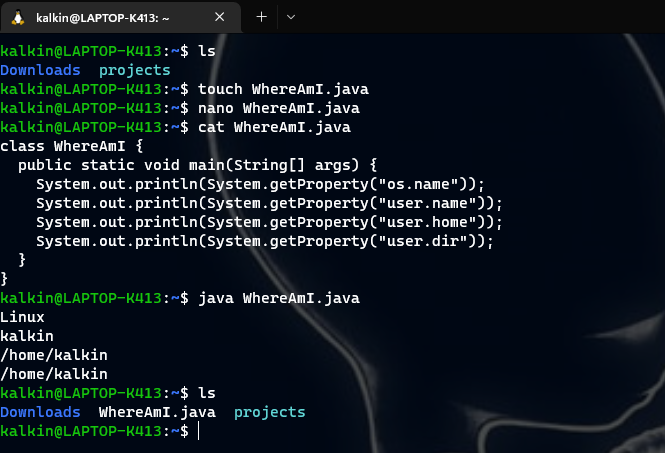 kalkin@LAPTOP-K413: ~
kalkin@LAPTOP-K413:~$ ls
Downloads  projects
kalkin@LAPTOP-K413:~$ touch WhereAmI.java
kalkin@LAPTOP-K413:~$ nano WhereAmI.java
kalkin@LAPTOP-K413:~$ cat WhereAmI.java
class WhereAmI {
  public static void main(String[] args) {
    System.out.println(System.getProperty("os.name"));
    System.out.println(System.getProperty("user.name"));
    System.out.println(System.getProperty("user.home"));
    System.out.println(System.getProperty("user.dir"));
  }
}
kalkin@LAPTOP-K413:~$ java WhereAmI.java
Linux
kalkin
/home/kalkin
/home/kalkin
kalkin@LAPTOP-K413:~$ ls
Downloads  WhereAmI.java  projects
kalkin@LAPTOP-K413:~$